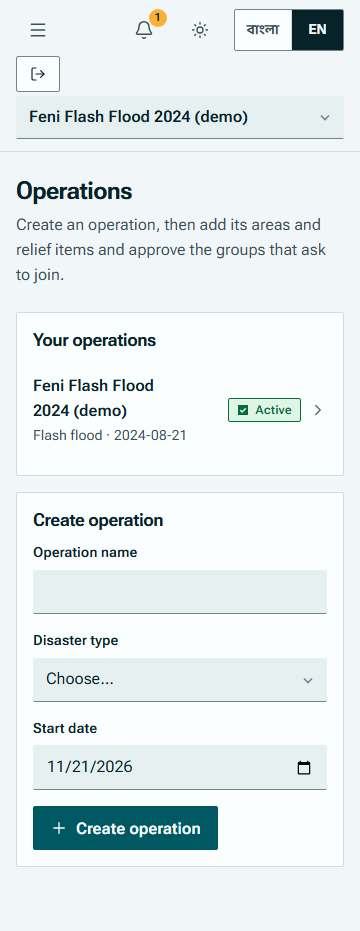 1
বাংলা
EN
Feni Flash Flood 2024 (demo)
Operations
Create an operation, then add its areas and
relief items and approve the groups that ask
to join.
Your operations
Feni Flash Flood
2024 (demo)
Active
Flash flood · 2024-08-21
Create operation
Operation name
Disaster type
Choose...
Start date
11/21/2026
Create operation